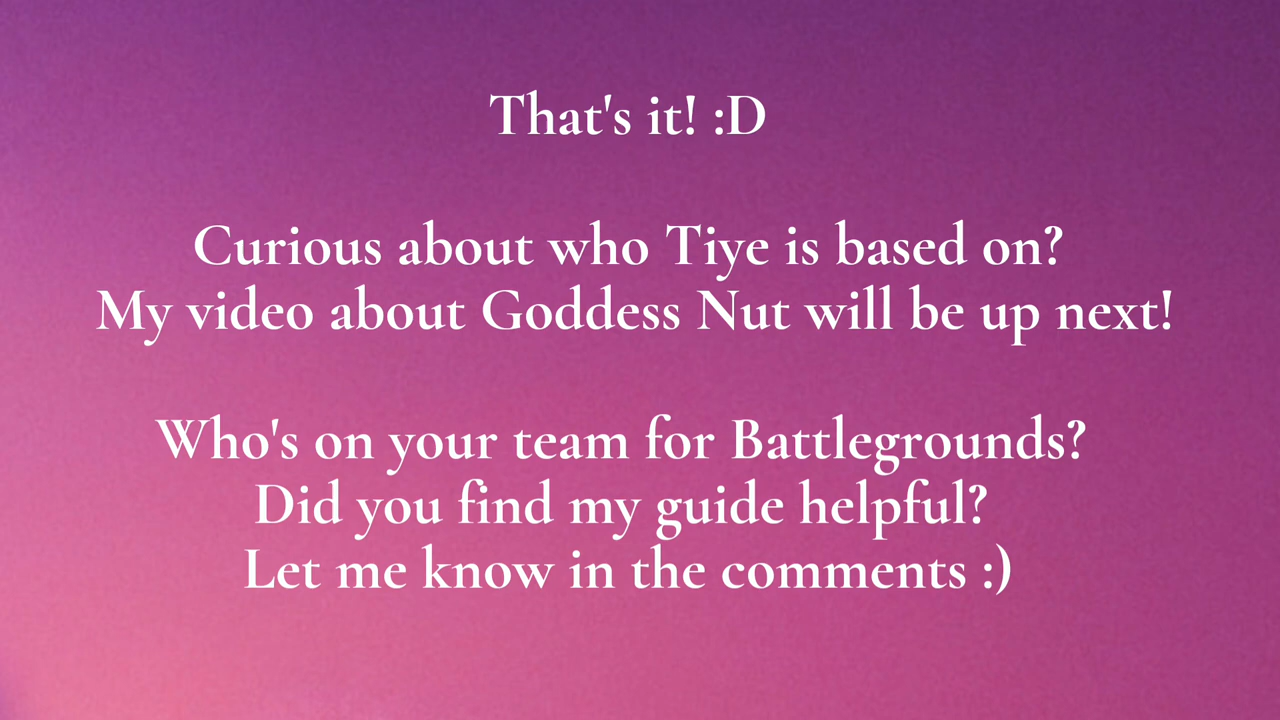 That's it! :D
Curious about who Tiye is based on?
My video about Goddess Nut will be up next!
Who's on your team for Battlegrounds?
Did you find my guide helpful?
Let me know in the comments :)